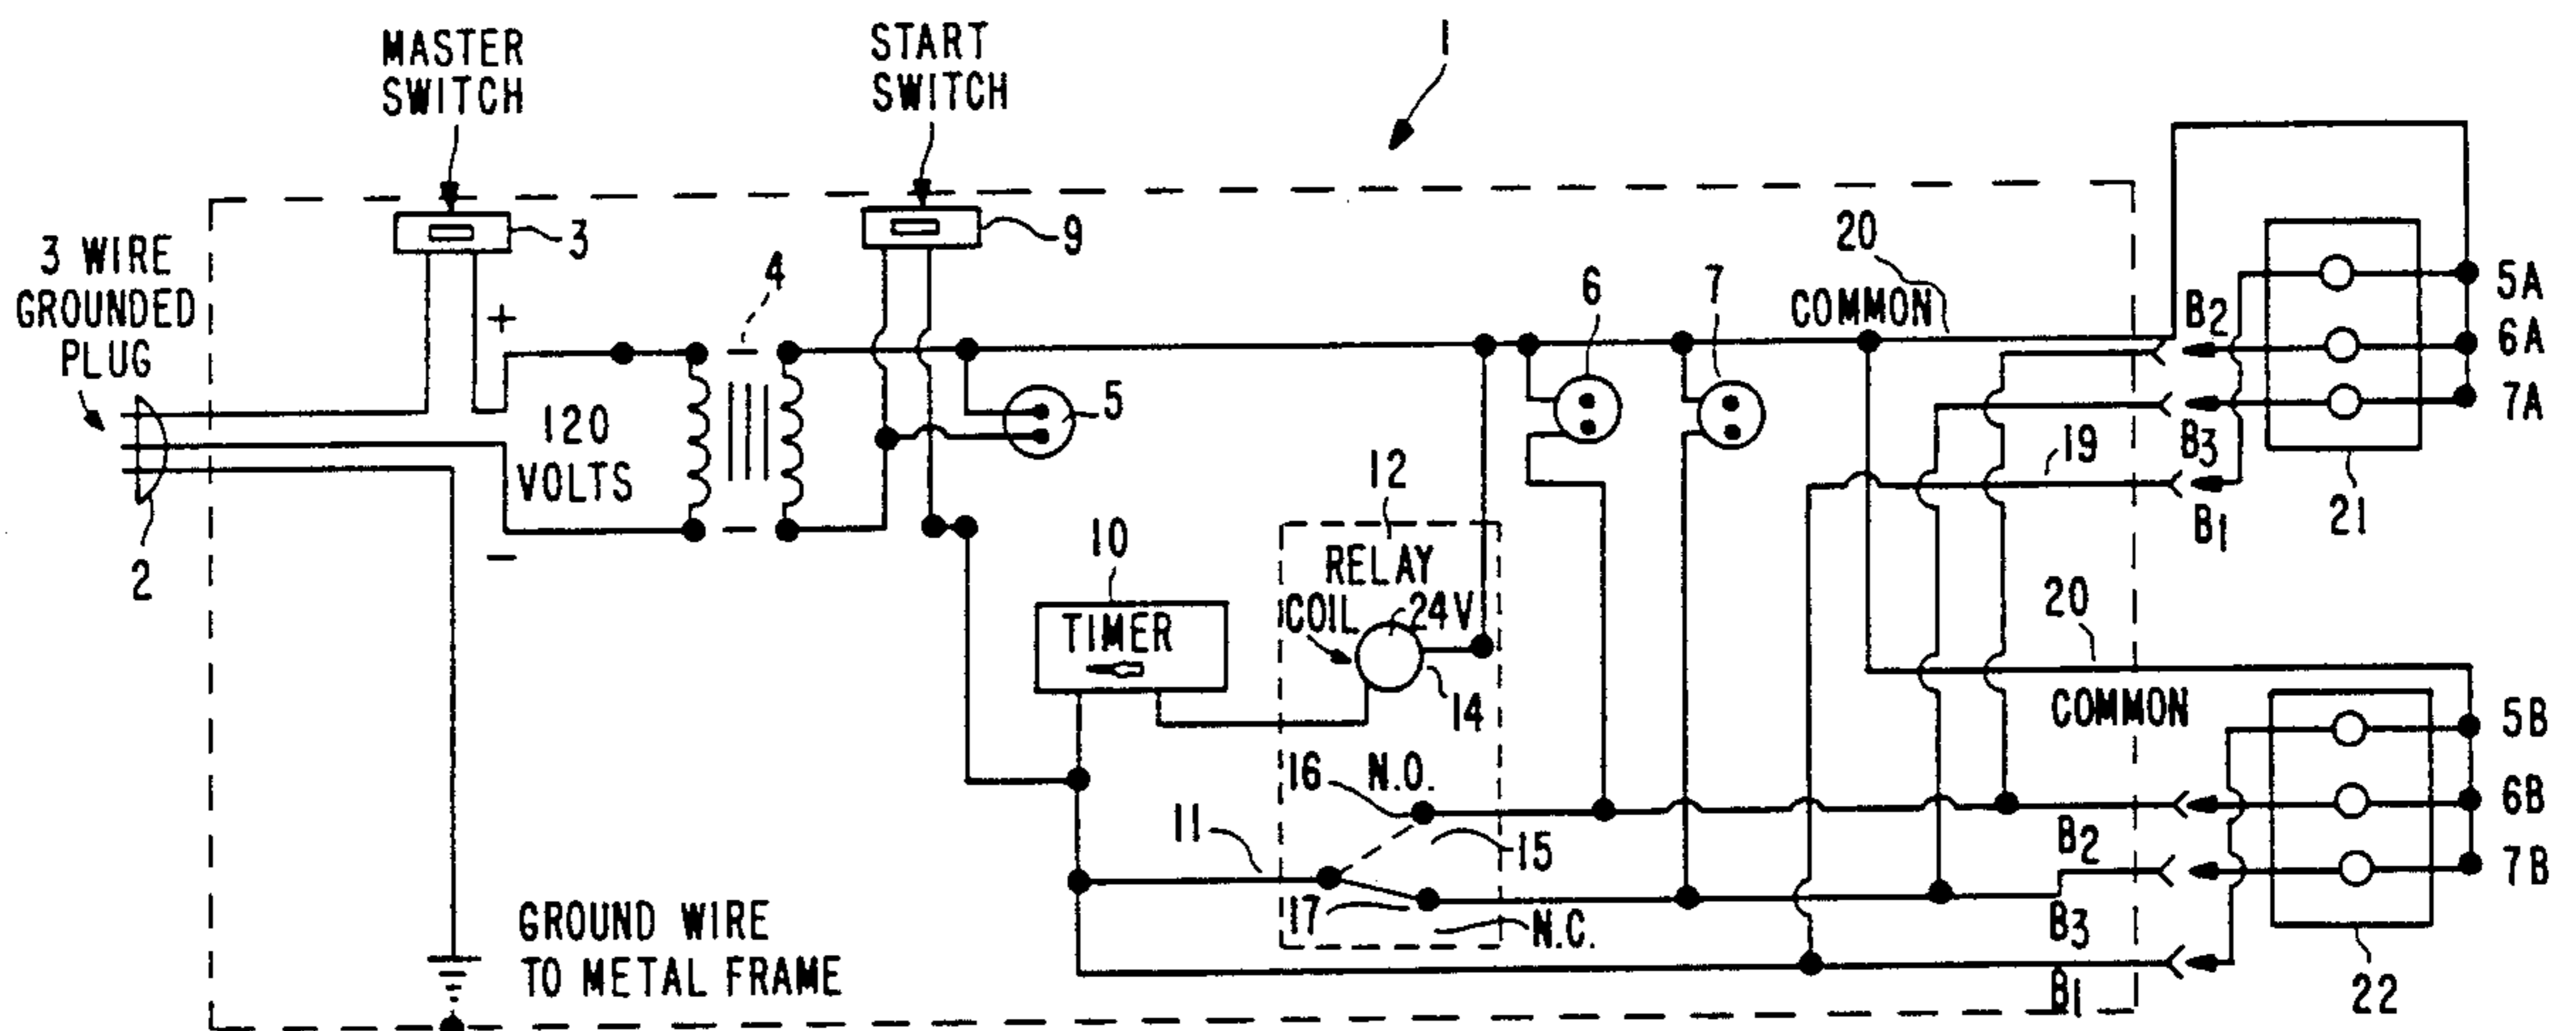 MASTER
SWITCH
START
SWITCH
1
3 WIRE
GROUNDED
PLUG
3
4
9
+
120
VOLTS
−
2
5
6
7
20
COMMON
B2
B3
B1
19
5A
6A
7A
21
10
TIMER
12
RELAY
COIL
24V
14
16
N.O.
15
11
17
N.C.
20
COMMON
B2
B3
B1
5B
6B
7B
22
GROUND WIRE
TO METAL FRAME